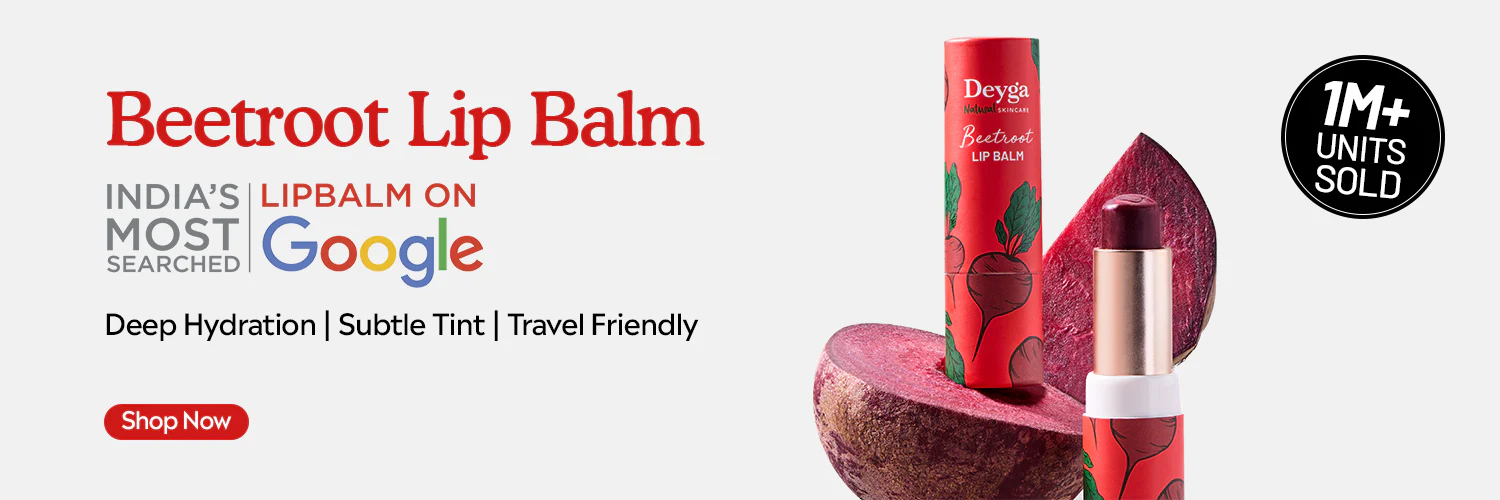 Beetroot Lip Balm
INDIA'S
MOST
SEARCHED
LIPBALM ON
Google
Deep Hydration | Subtle Tint | Travel Friendly
Shop Now
Deyga
Natural SKINCARE
Beetroot
LIP BALM
1M+
UNITS
SOLD